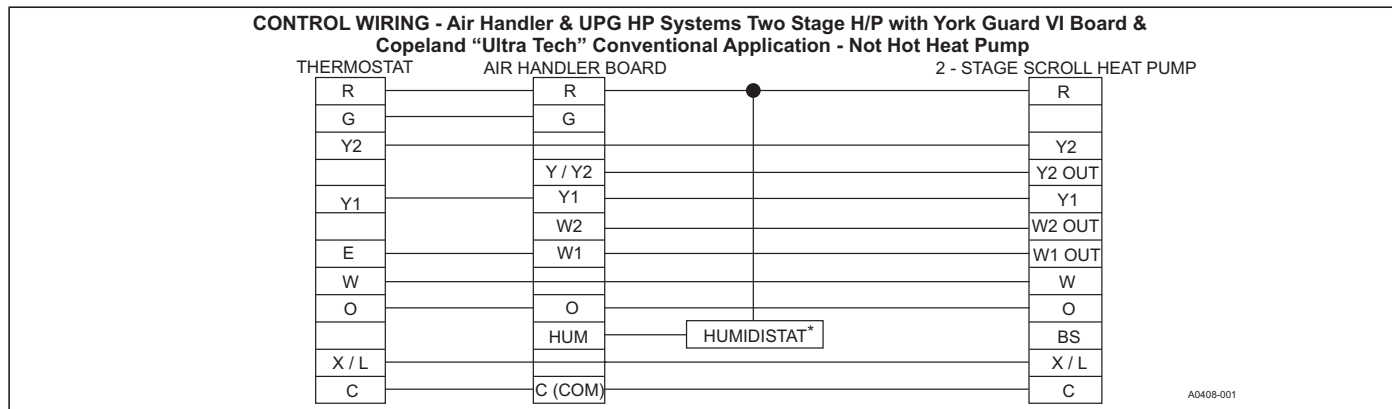 CONTROL WIRING - Air Handler & UPG HP Systems Two Stage H/P with York Guard VI Board &
Copeland “Ultra Tech” Conventional Application - Not Hot Heat Pump
THERMOSTAT AIR HANDLER BOARD 2 - STAGE SCROLL HEAT PUMP
R R R
G G
Y2 Y2
Y / Y2 Y2 OUT
Y1 Y1 Y1
W2 W2 OUT
E W1 W1 OUT
W W
O O O
HUM HUMIDISTAT* BS
X / L X / L
C C (COM) C
A0408-001